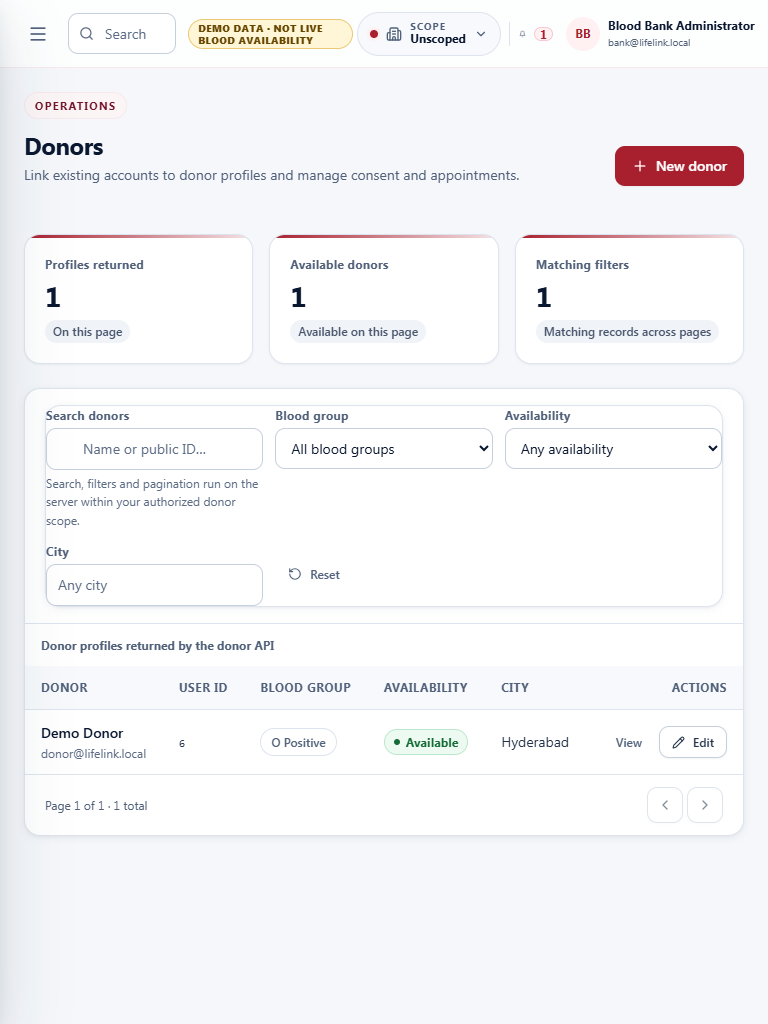 Search
DEMO DATA · NOT LIVE
BLOOD AVAILABILITY
SCOPE
Unscoped
1
BB
Blood Bank Administrator
bank@lifelink.local
OPERATIONS
Donors
Link existing accounts to donor profiles and manage consent and appointments.
New donor
Profiles returned
1
On this page
Available donors
1
Available on this page
Matching filters
1
Matching records across pages
Search donors
Name or public ID...
Search, filters and pagination run on the
server within your authorized donor
scope.
Blood group
All blood groups
Availability
Any availability
City
Any city
Reset
Donor profiles returned by the donor API
DONOR USER ID BLOOD GROUP AVAILABILITY CITY ACTIONS
Demo Donor
donor@lifelink.local
6
O Positive
Available
Hyderabad
View
Edit
Page 1 of 1 · 1 total